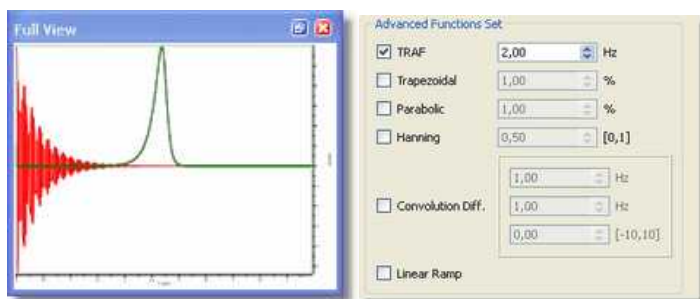 Full View
Advanced Functions Set
TRAF 2,00 Hz
Trapezoidal 1,00 %
Parabolic 1,00 %
Hanning 0,50 [0,1]
1,00 Hz
Convolution Diff. 1,00 Hz
0,00 [-10,10]
Linear Ramp